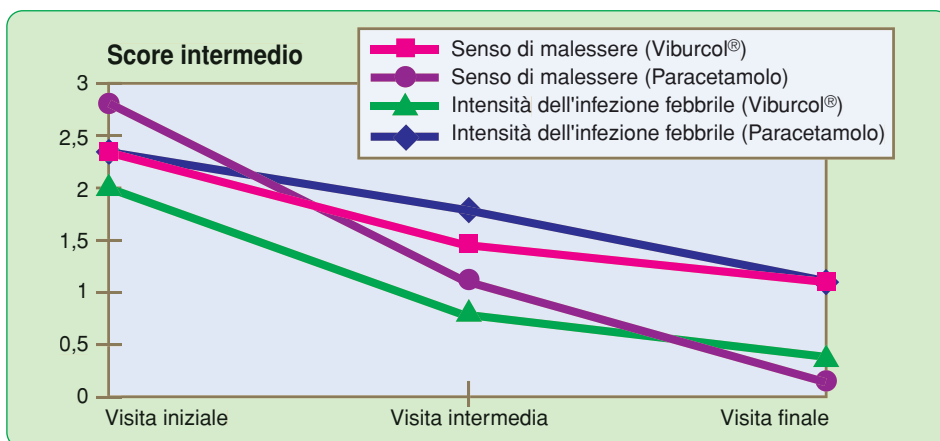 Score intermedio
Senso di malessere (Viburcol®)
Senso di malessere (Paracetamolo)
Intensità dell'infezione febbrile (Viburcol®)
Intensità dell'infezione febbrile (Paracetamolo)
3
2,5
2
1,5
1
0,5
0
Visita iniziale Visita intermedia Visita finale